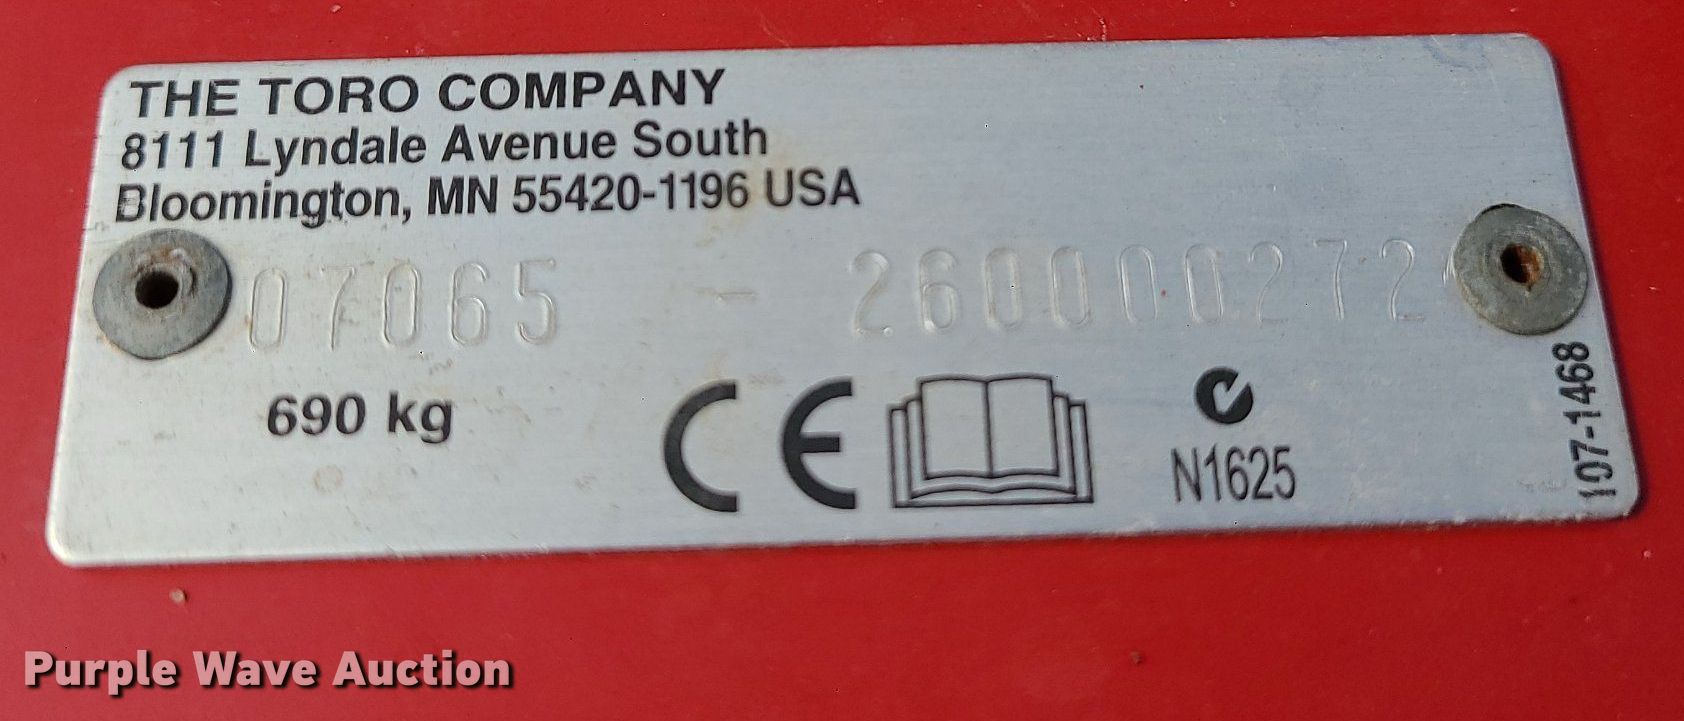 THE TORO COMPANY
8111 Lyndale Avenue South
Bloomington, MN 55420-1196 USA
07065 - 260000272
690 kg
CE
N1625
107-1468
Purple Wave Auction